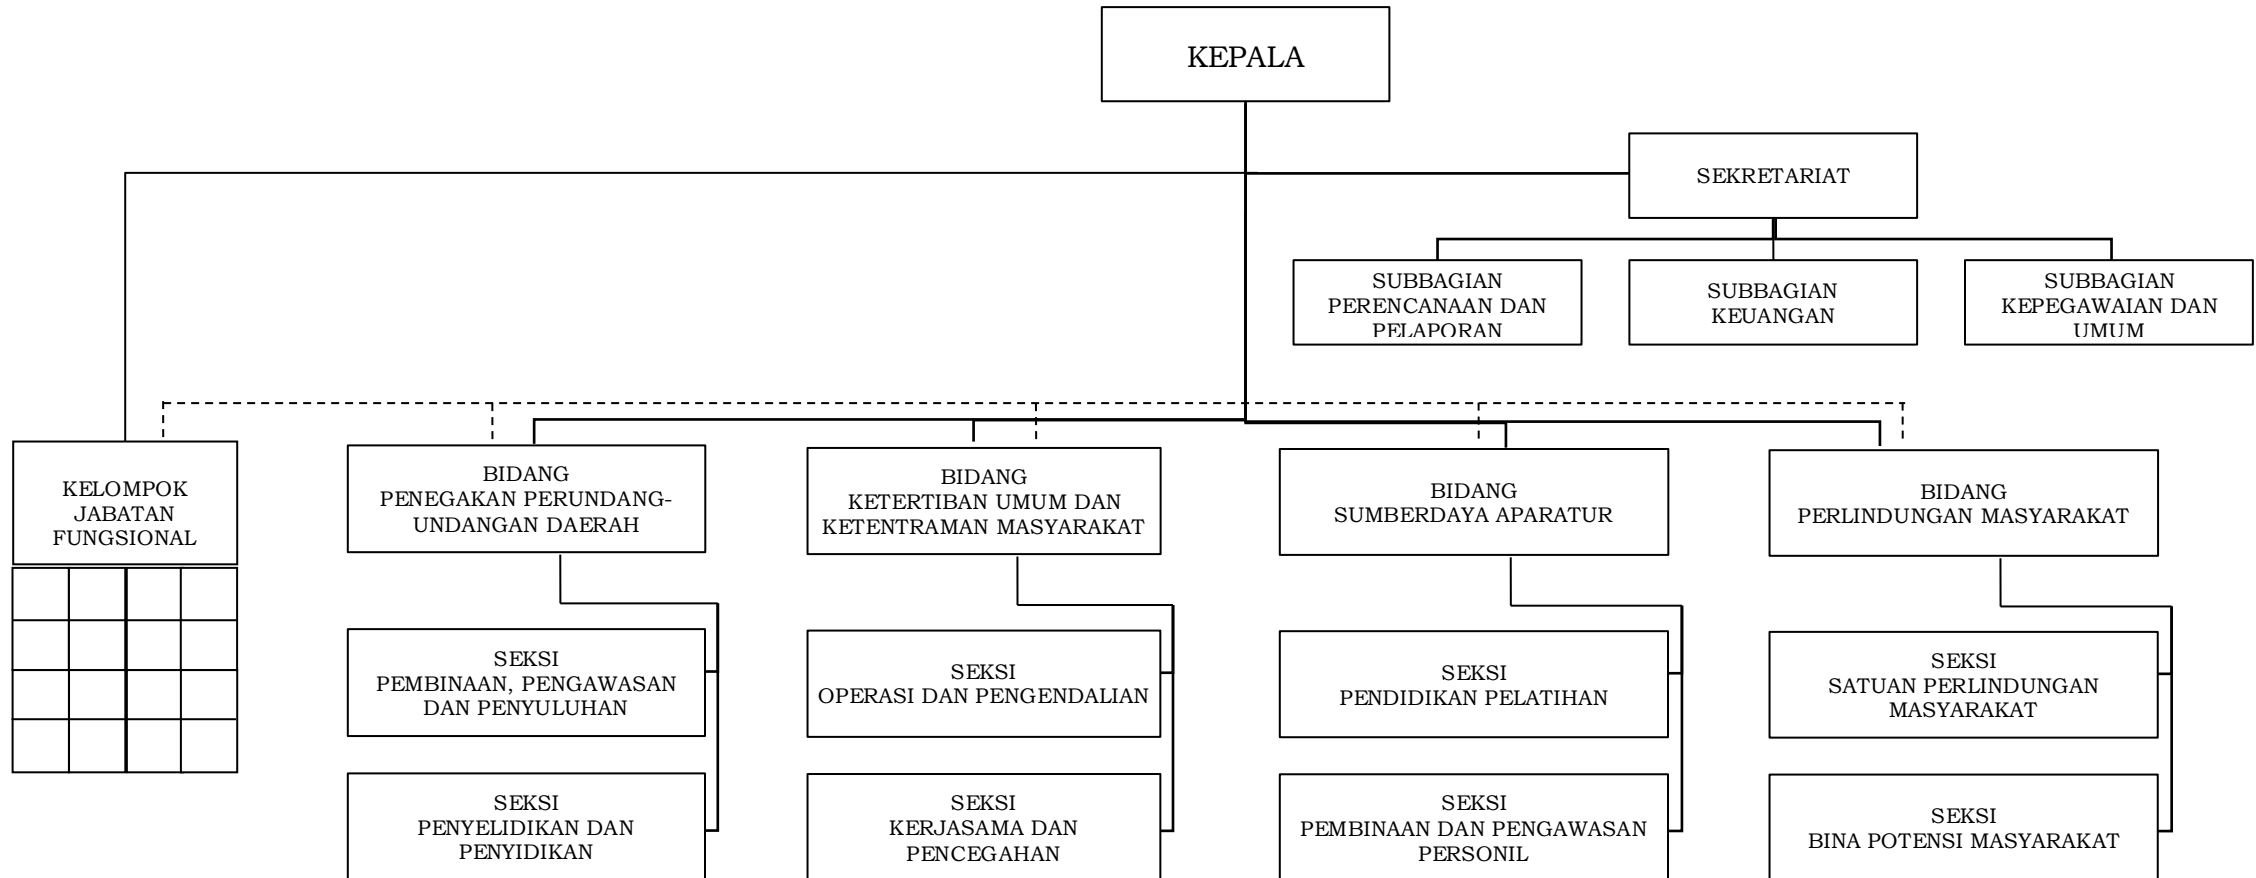 KEPALA
SEKRETARIAT
SUBBAGIAN
PERENCANAAN DAN
PELAPORAN
SUBBAGIAN
KEUANGAN
SUBBAGIAN
KEPEGAWAIAN DAN
UMUM
KELOMPOK
JABATAN
FUNGSIONAL
BIDANG
PENEGAKAN PERUNDANG-
UNDANGAN DAERAH
BIDANG
KETERTIBAN UMUM DAN
KETENTRAMAN MASYARAKAT
BIDANG
SUMBERDAYA APARATUR
BIDANG
PERLINDUNGAN MASYARAKAT
SEKSI
PEMBINAAN, PENGAWASAN
DAN PENYULUHAN
SEKSI
OPERASI DAN PENGENDALIAN
SEKSI
PENDIDIKAN PELATIHAN
SEKSI
SATUAN PERLINDUNGAN
MASYARAKAT
SEKSI
PENYELIDIKAN DAN
PENYIDIKAN
SEKSI
KERJASAMA DAN
PENCEGAHAN
SEKSI
PEMBINAAN DAN PENGAWASAN
PERSONIL
SEKSI
BINA POTENSI MASYARAKAT